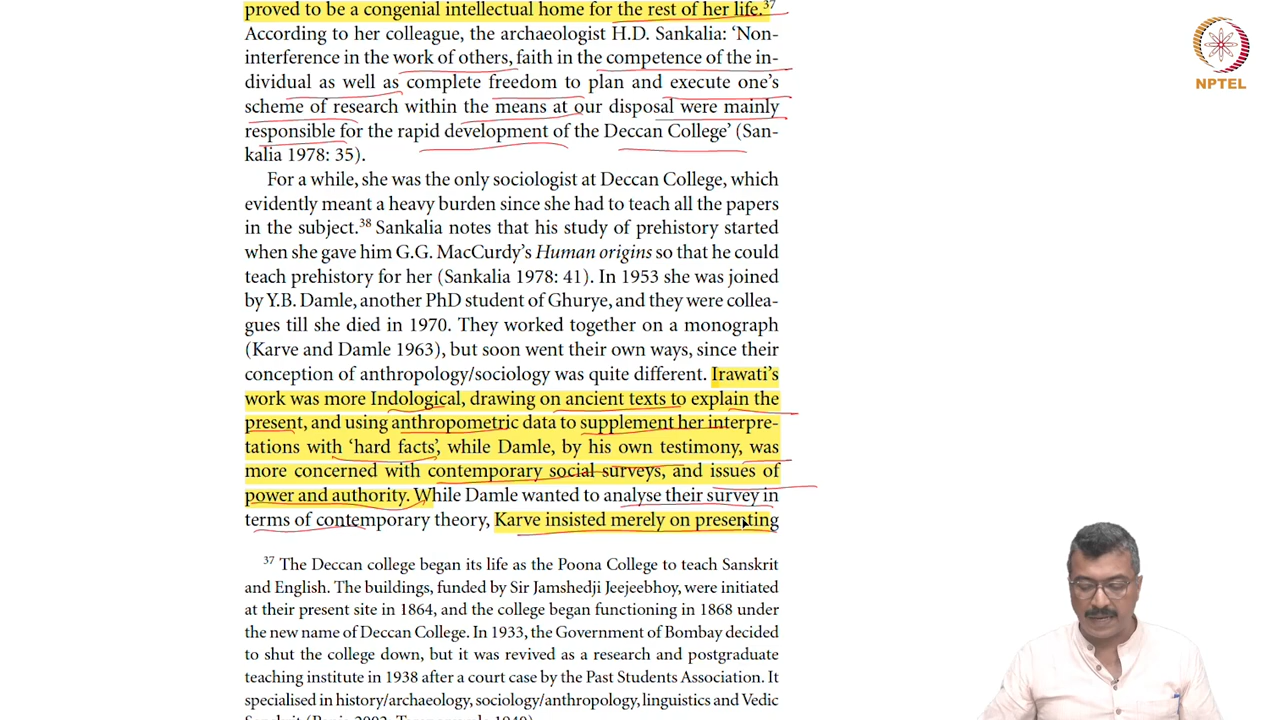 proved to be a congenial intellectual home for the rest of her life.³⁷
According to her colleague, the archaeologist H.D. Sankalia: ‘Non-
interference in the work of others, faith in the competence of the in-
dividual as well as complete freedom to plan and execute one’s
scheme of research within the means at our disposal were mainly
responsible for the rapid development of the Deccan College’ (San-
kalia 1978: 35).
For a while, she was the only sociologist at Deccan College, which
evidently meant a heavy burden since she had to teach all the papers
in the subject.³⁸ Sankalia notes that his study of prehistory started
when she gave him G.G. MacCurdy’s Human origins so that he could
teach prehistory for her (Sankalia 1978: 41). In 1953 she was joined
by Y.B. Damle, another PhD student of Ghurye, and they were collea-
gues till she died in 1970. They worked together on a monograph
(Karve and Damle 1963), but soon went their own ways, since their
conception of anthropology/sociology was quite different. Irawati’s
work was more Indological, drawing on ancient texts to explain the
present, and using anthropometric data to supplement her interpre-
tations with ‘hard facts’, while Damle, by his own testimony, was
more concerned with contemporary social surveys, and issues of
power and authority. While Damle wanted to analyse their survey in
terms of contemporary theory, Karve insisted merely on presenting
³⁷ The Deccan college began its life as the Poona College to teach Sanskrit
and English. The buildings, funded by Sir Jamshedji Jeejeebhoy, were initiated
at their present site in 1864, and the college began functioning in 1868 under
the new name of Deccan College. In 1933, the Government of Bombay decided
to shut the college down, but it was revived as a research and postgraduate
teaching institute in 1938 after a court case by the Past Students Association. It
specialised in history/archaeology, sociology/anthropology, linguistics and Vedic
NPTEL